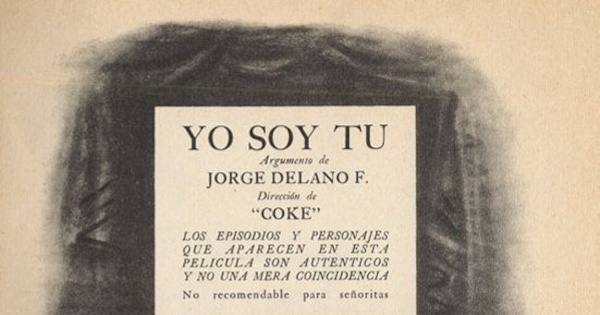 YO SOY TU
Argumento de
JORGE DELANO F.
Dirección de
“COKE”
LOS EPISODIOS Y PERSONAJES
QUE APARECEN EN ESTA
PELICULA SON AUTENTICOS
Y NO UNA MERA COINCIDENCIA
No recomendable para señoritas